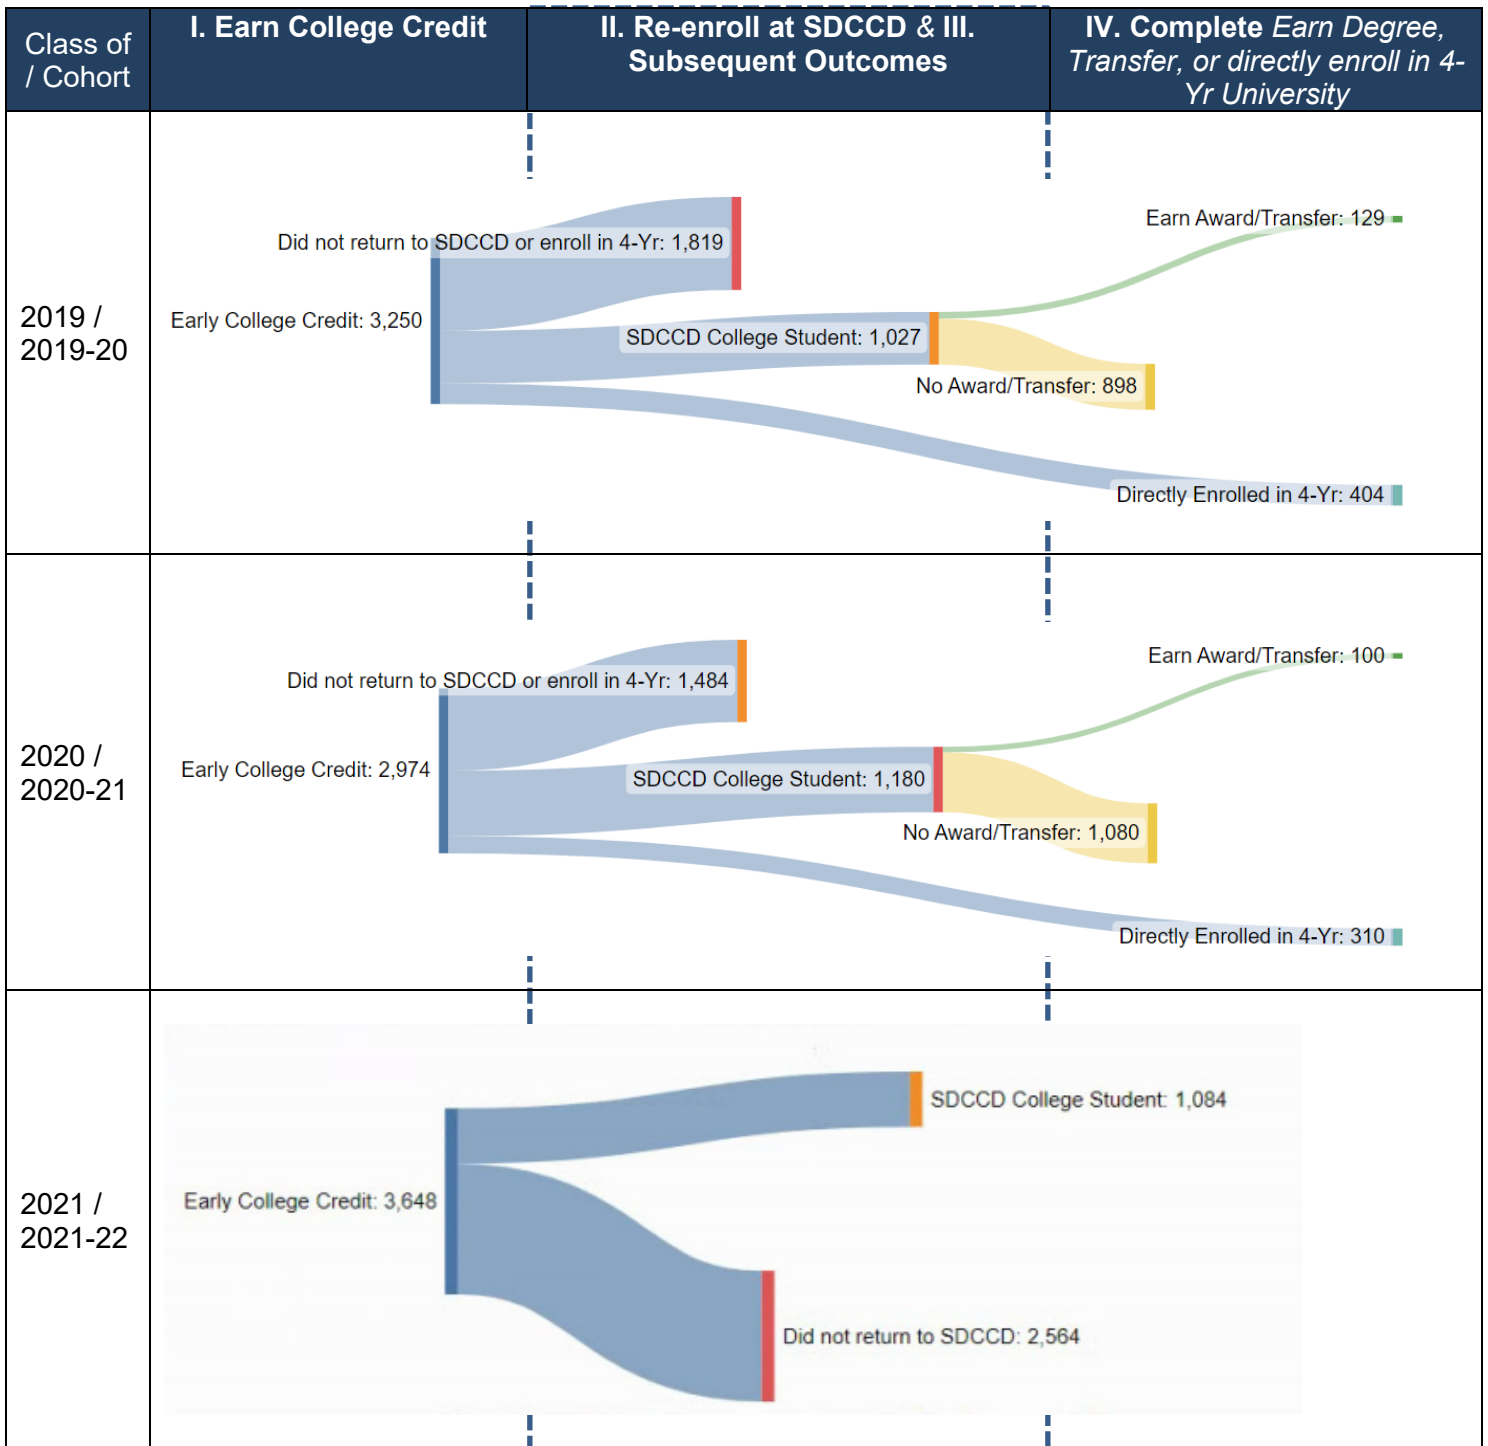 Class of
/ Cohort
I. Earn College Credit
II. Re-enroll at SDCCD & III.
Subsequent Outcomes
IV. Complete Earn Degree,
Transfer, or directly enroll in 4-
Yr University
2019 /
2019-20
Did not return to SDCCD or enroll in 4-Yr: 1,819
Early College Credit: 3,250
SDCCD College Student: 1,027
Earn Award/Transfer: 129
No Award/Transfer: 898
Directly Enrolled in 4-Yr: 404
2020 /
2020-21
Did not return to SDCCD or enroll in 4-Yr: 1,484
Early College Credit: 2,974
SDCCD College Student: 1,180
Earn Award/Transfer: 100
No Award/Transfer: 1,080
Directly Enrolled in 4-Yr: 310
2021 /
2021-22
Early College Credit: 3,648
SDCCD College Student: 1,084
Did not return to SDCCD: 2,564